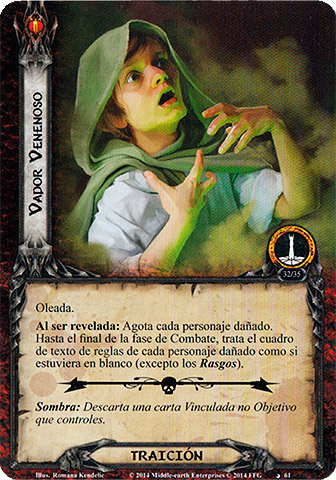 VAPOR VENENOSO
32/35
Oleada.
Al ser revelada: Agota cada personaje dañado.
Hasta el final de la fase de Combate, trata el cuadro
de texto de reglas de cada personaje dañado como si
estuviera en blanco (excepto los Rasgos).
Sombra: Descarta una carta Vinculada no Objetivo
que controles.
TRAICIÓN
Illus. Romana Kendelic © 2014 Middle-earth Enterprises © 2014 FFG 61